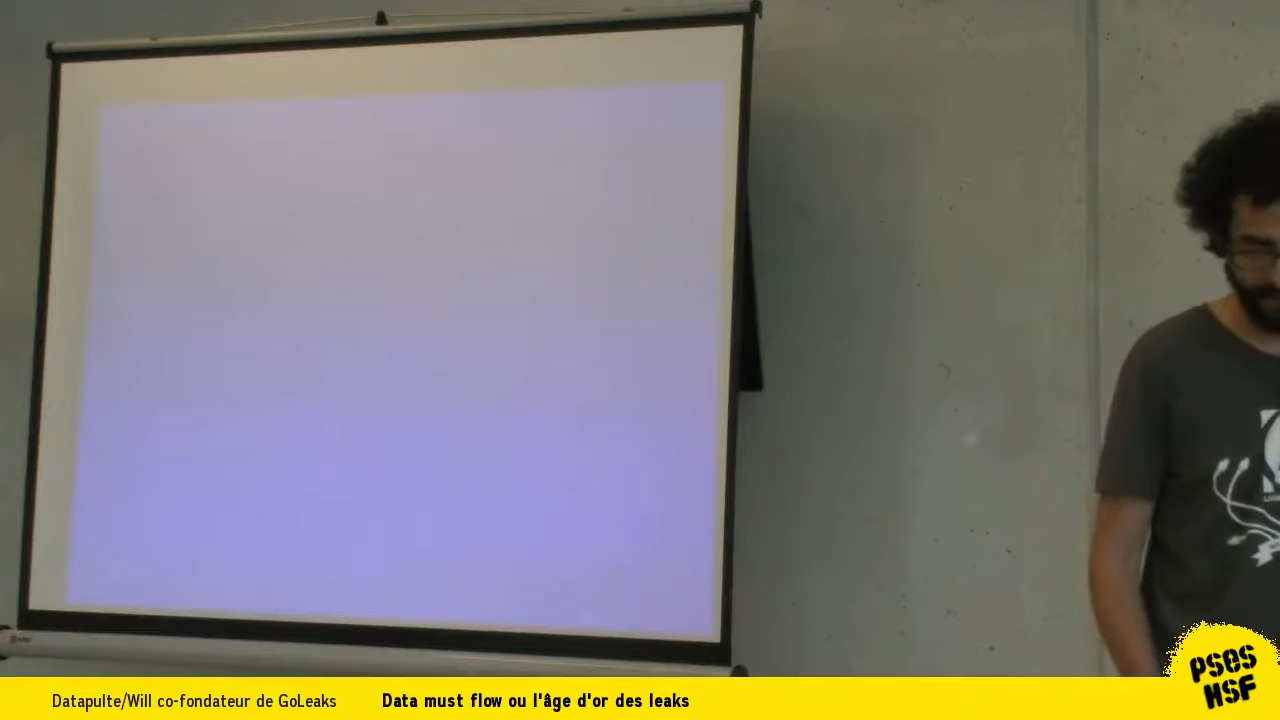 Datapulte/Will co-fondateur de GoLeaks
Data must flow ou l'âge d'or des leaks
PSES
HSF